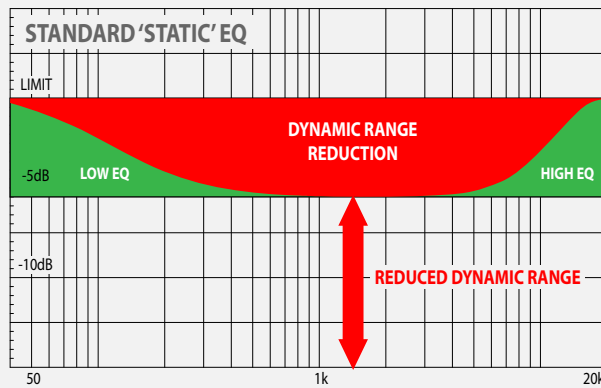 STANDARD 'STATIC' EQ
LIMIT
DYNAMIC RANGE
REDUCTION
-5dB
LOW EQ
HIGH EQ
-10dB
REDUCED DYNAMIC RANGE
50
1k
20k